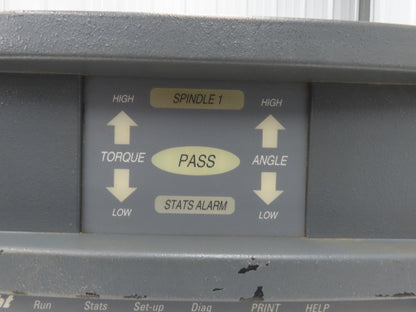 SPINDLE 1
HIGH HIGH
TORQUE PASS ANGLE
STATS ALARM
LOW LOW
Run Stats Set-up Diag PRINT HELP